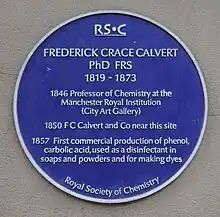 RS•C
FREDERICK CRACE CALVERT
PhD FRS
1819 - 1873
1846 Professor of Chemistry at the
Manchester Royal Institution
(City Art Gallery)
1850 F C Calvert and Co near this site
1857 First commercial production of phenol,
carbolic acid, used as a disinfectant in
soaps and powders and for making dyes
Royal Society of Chemistry